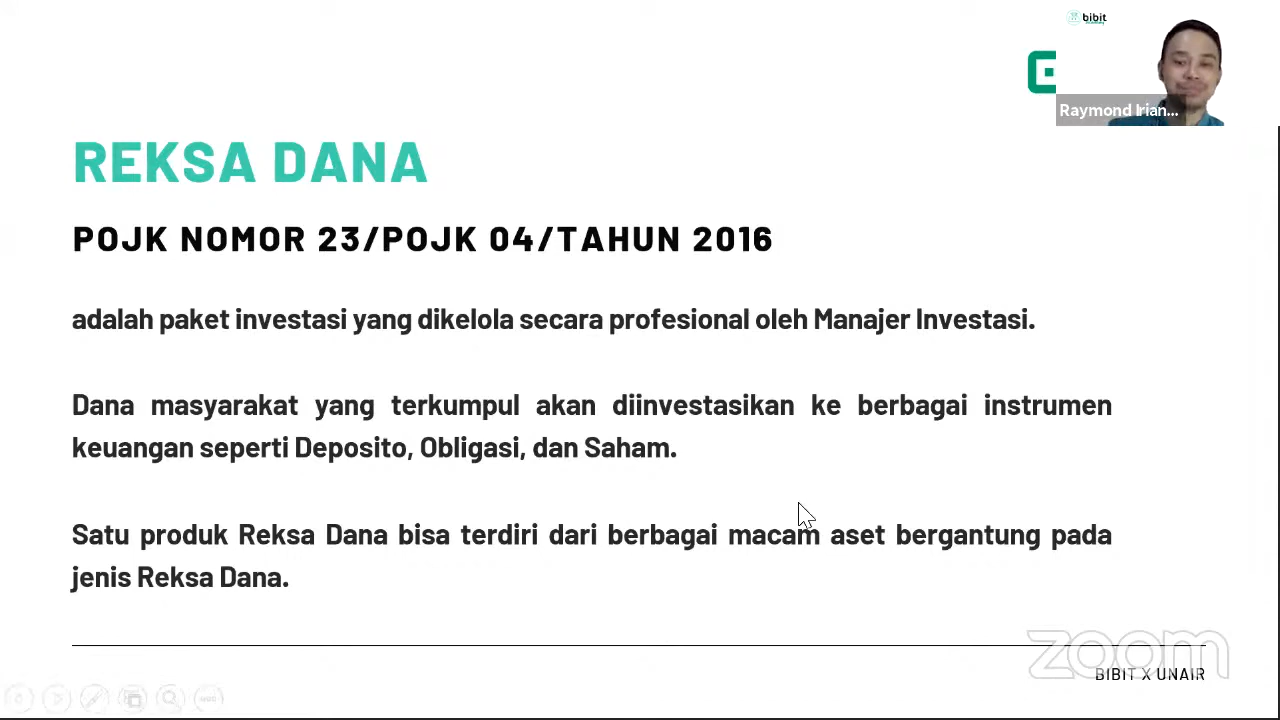 bibit
Raymond Irian...
REKSA DANA
POJK NOMOR 23/POJK 04/TAHUN 2016
adalah paket investasi yang dikelola secara profesional oleh Manajer Investasi.
Dana masyarakat yang terkumpul akan diinvestasikan ke berbagai instrumen
keuangan seperti Deposito, Obligasi, dan Saham.
Satu produk Reksa Dana bisa terdiri dari berbagai macam aset bergantung pada
jenis Reksa Dana.
zoom
BIBIT X UNAIR